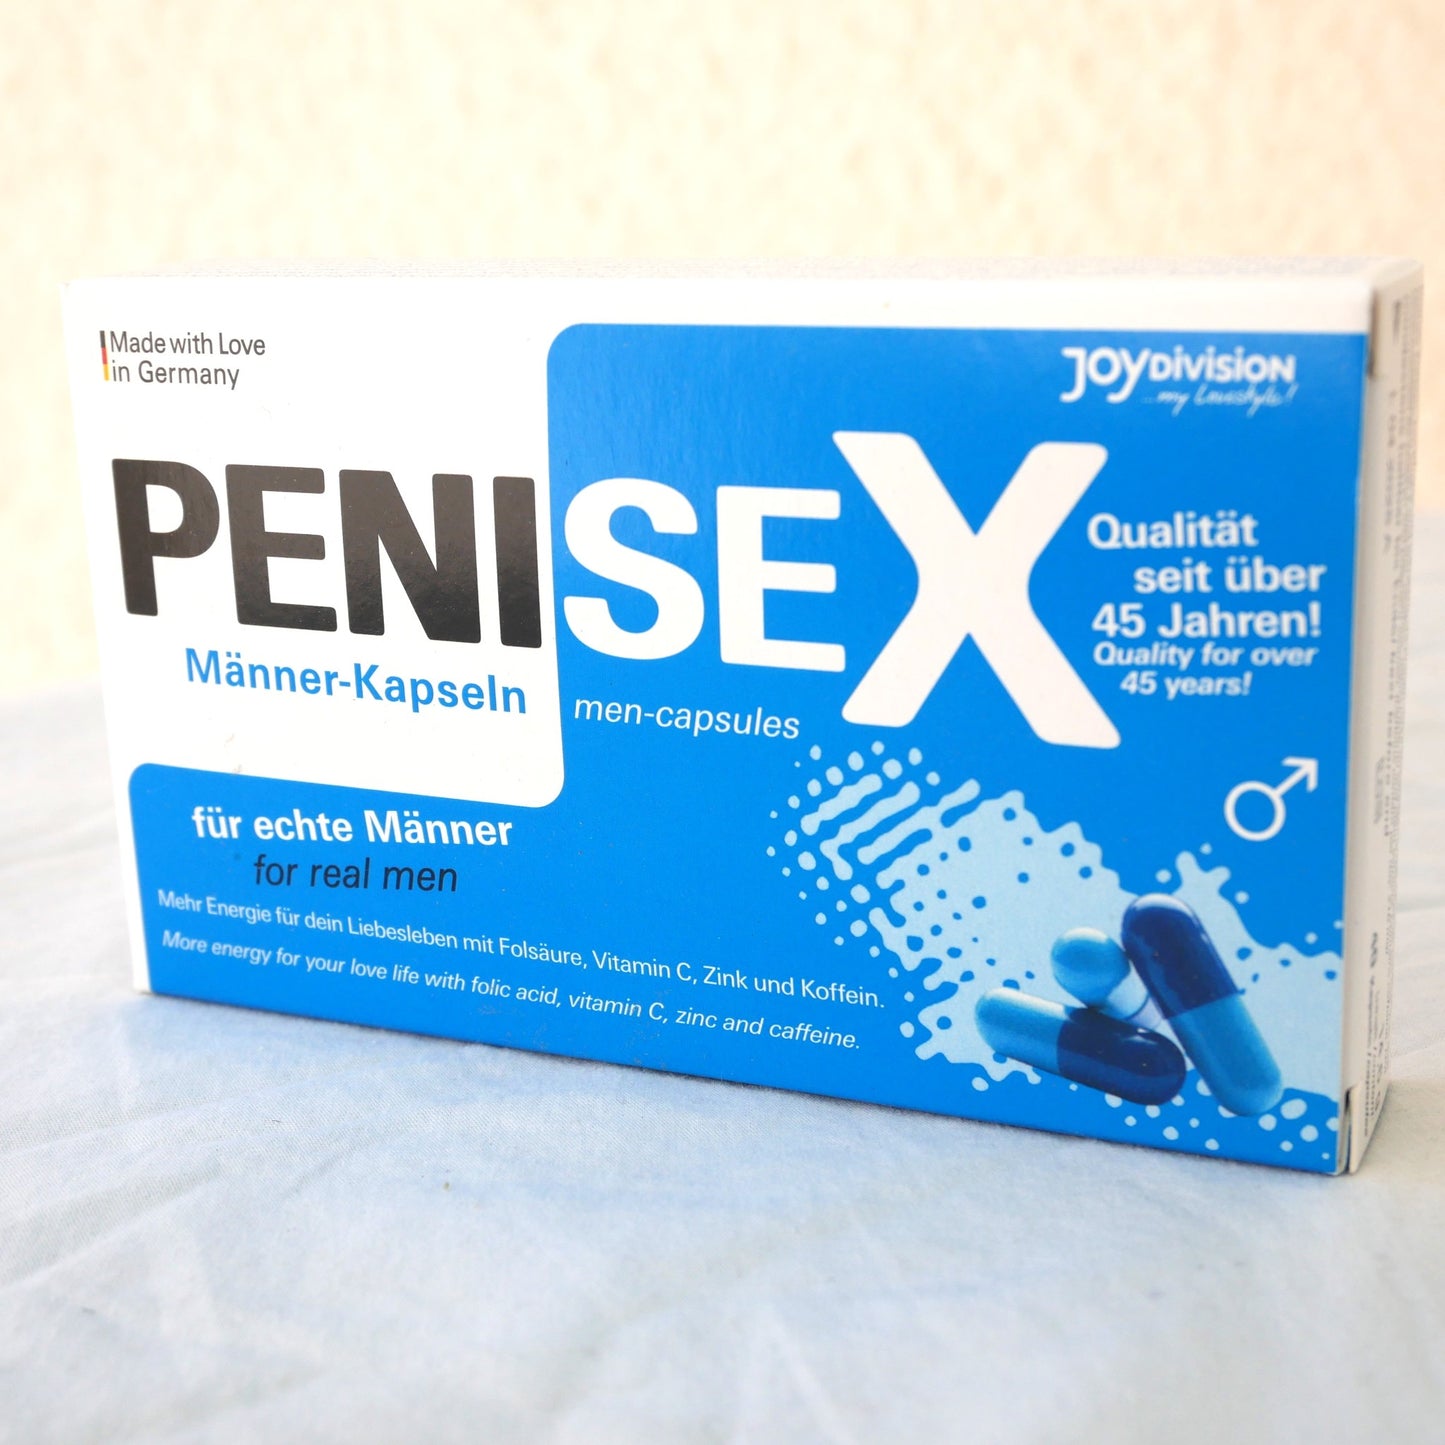 Made with Love
in Germany
JOYDIVISION
...my Lovestyle!
PENISEX
Männer-Kapseln
men-capsules
Qualität
seit über
45 Jahren!
Quality for over
45 years!
für echte Männer
for real men
Mehr Energie für dein Liebesleben mit Folsäure, Vitamin C, Zink und Koffein.
More energy for your love life with folic acid, vitamin C, zinc and caffeine.